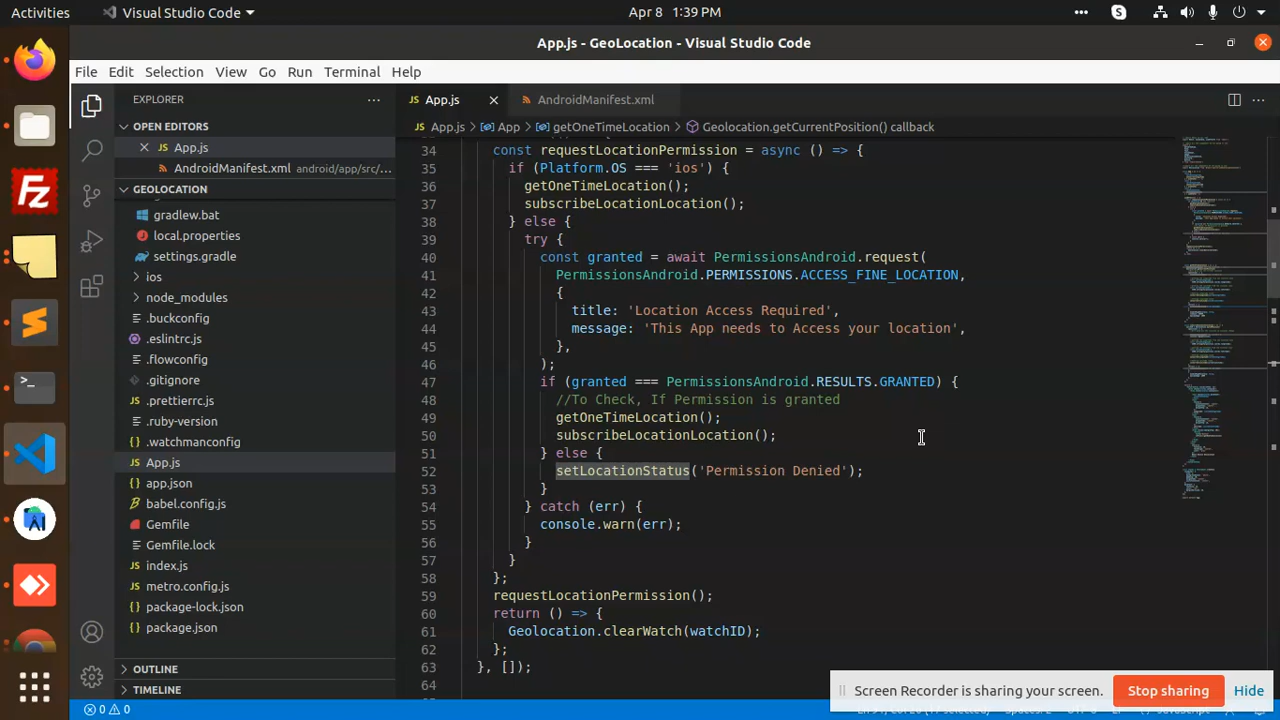 Activities
Visual Studio Code
Apr 8 1:39 PM
App.js - GeoLocation - Visual Studio Code
File Edit Selection View Go Run Terminal Help
EXPLORER
OPEN EDITORS
App.js
AndroidManifest.xml android/app/src/...
GEOLOCATION
gradlew.bat
local.properties
settings.gradle
ios
node_modules
.buckconfig
.eslintrc.js
.flowconfig
.gitignore
.prettierrc.js
.ruby-version
.watchmanconfig
App.js
app.json
babel.config.js
Gemfile
Gemfile.lock
index.js
metro.config.js
package-lock.json
package.json
OUTLINE
TIMELINE
0 0
App.js
AndroidManifest.xml
App.js > App > getOneTimeLocation > Geolocation.getCurrentPosition() callback
34 const requestLocationPermission = async () => {
35 if (Platform.OS === 'ios') {
36 getOneTimeLocation();
37 subscribeLocationLocation();
38 } else {
39 try {
40 const granted = await PermissionsAndroid.request(
41 PermissionsAndroid.PERMISSIONS.ACCESS_FINE_LOCATION,
42 {
43 title: 'Location Access Required',
44 message: 'This App needs to Access your location',
45 },
46 );
47 if (granted === PermissionsAndroid.RESULTS.GRANTED) {
48 //To Check, If Permission is granted
49 getOneTimeLocation();
50 subscribeLocationLocation();
51 } else {
52 setLocationStatus('Permission Denied');
53 }
54 } catch (err) {
55 console.warn(err);
56 }
57 }
58 };
59 requestLocationPermission();
60 return () => {
61 Geolocation.clearWatch(watchID);
62 };
63 }, []);
64
Screen Recorder is sharing your screen.
Stop sharing
Hide